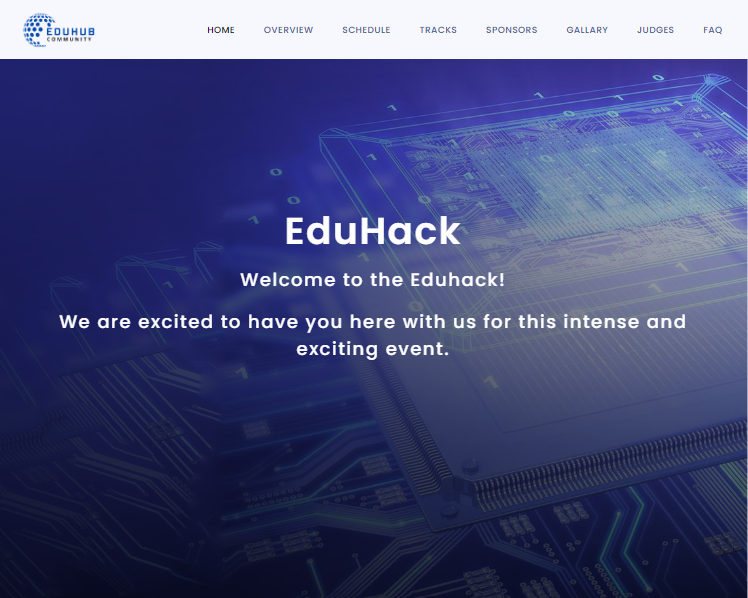 EDUHUB
COMMUNITY
HOME OVERVIEW SCHEDULE TRACKS SPONSORS GALLARY JUDGES FAQ
EduHack
Welcome to the Eduhack!
We are excited to have you here with us for this intense and
exciting event.